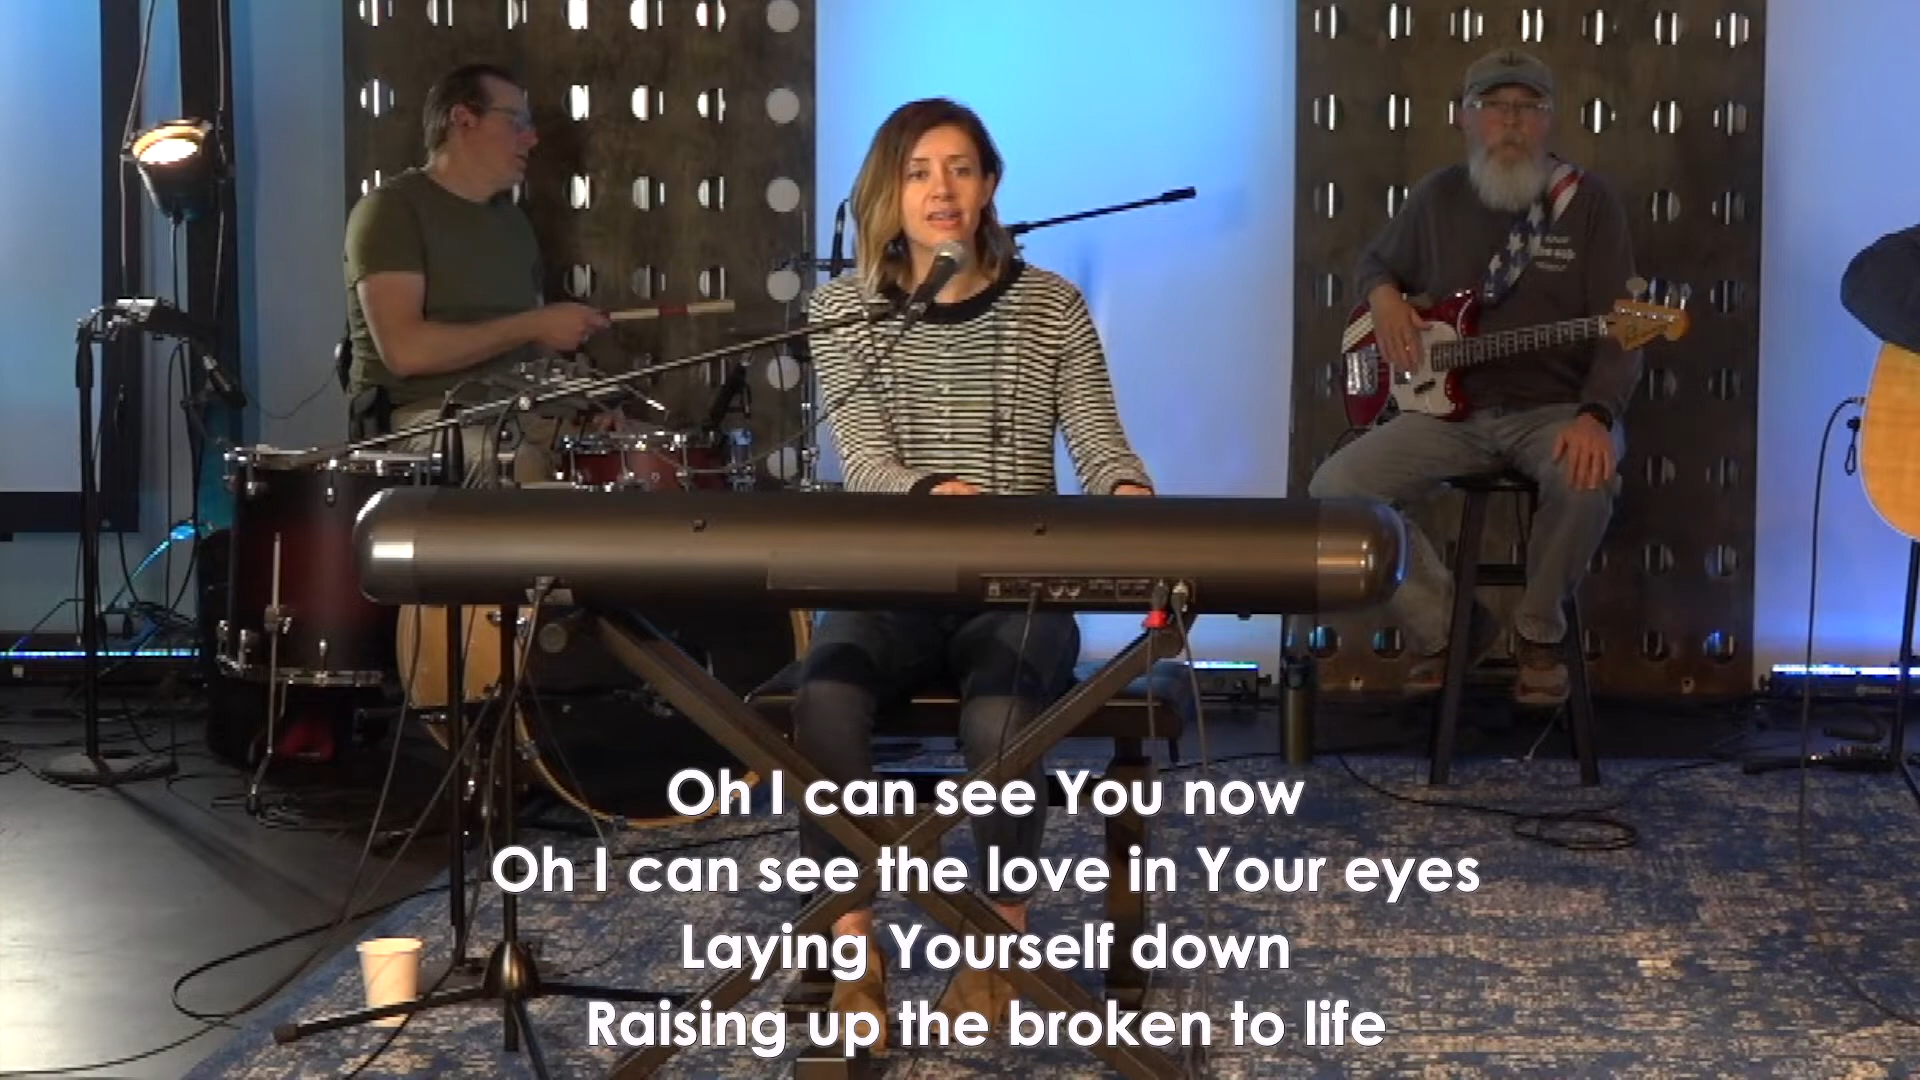 Oh I can see You now
Oh I can see the love in Your eyes
Laying Yourself down
Raising up the broken to life